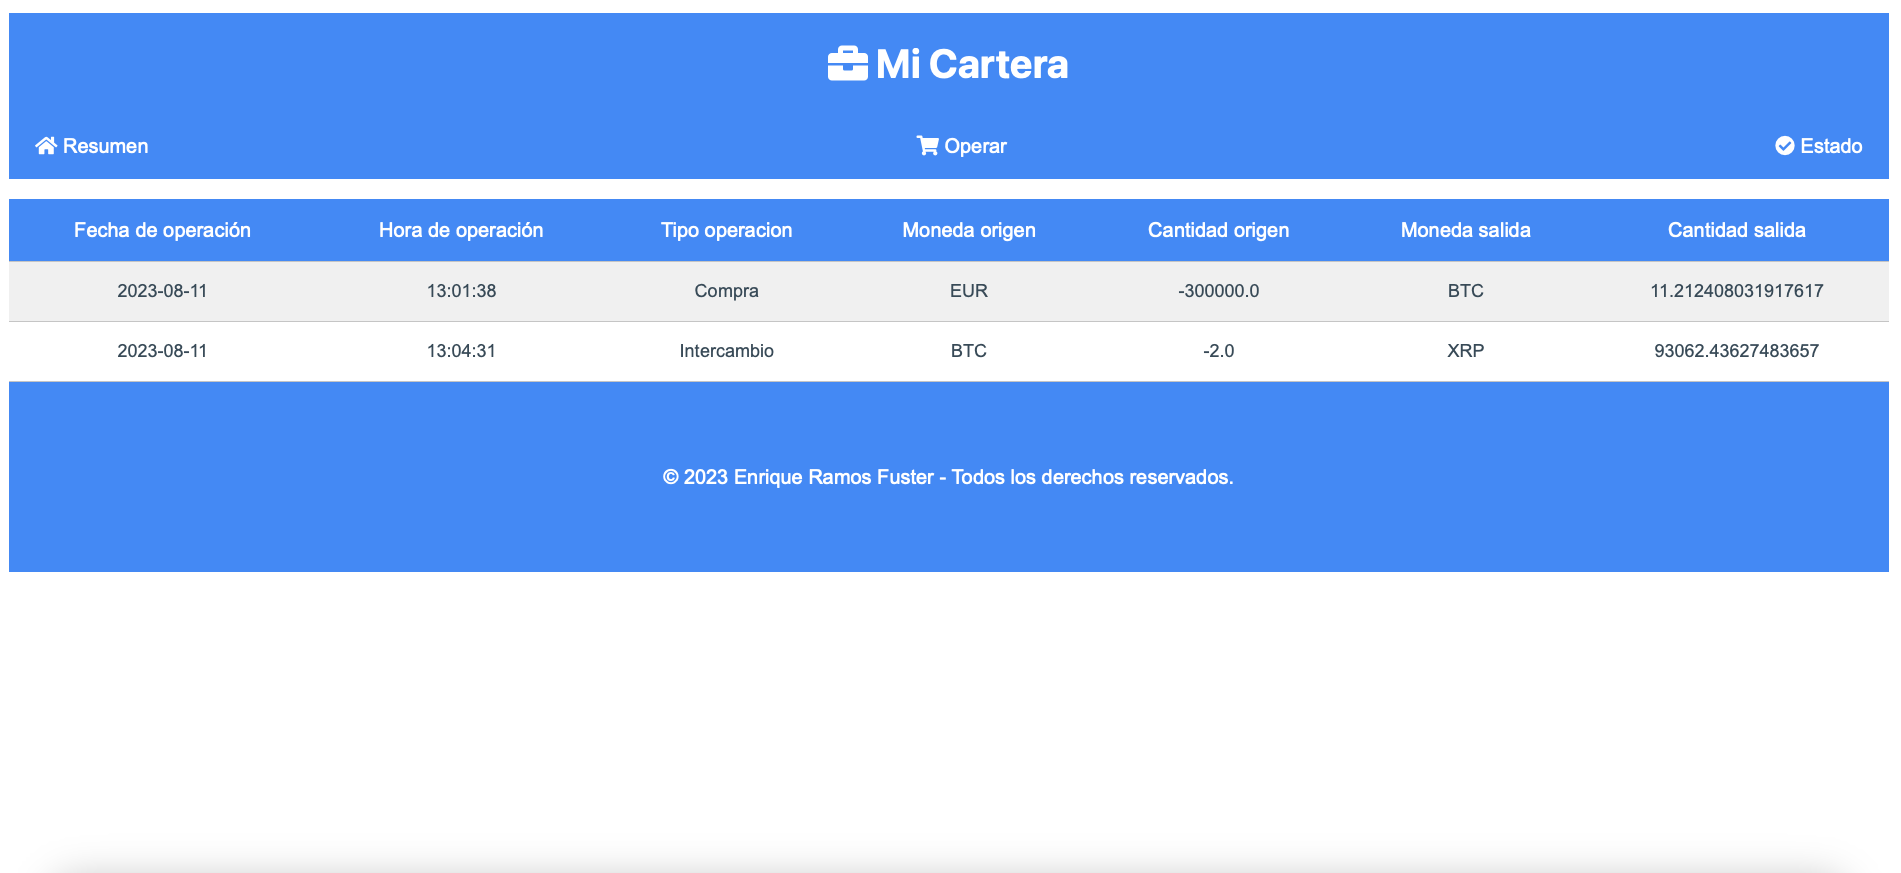 Mi Cartera
Resumen Operar Estado
Fecha de operación Hora de operación Tipo operacion Moneda origen Cantidad origen Moneda salida Cantidad salida
2023-08-11 13:01:38 Compra EUR -300000.0 BTC 11.212408031917617
2023-08-11 13:04:31 Intercambio BTC -2.0 XRP 93062.43627483657
© 2023 Enrique Ramos Fuster - Todos los derechos reservados.